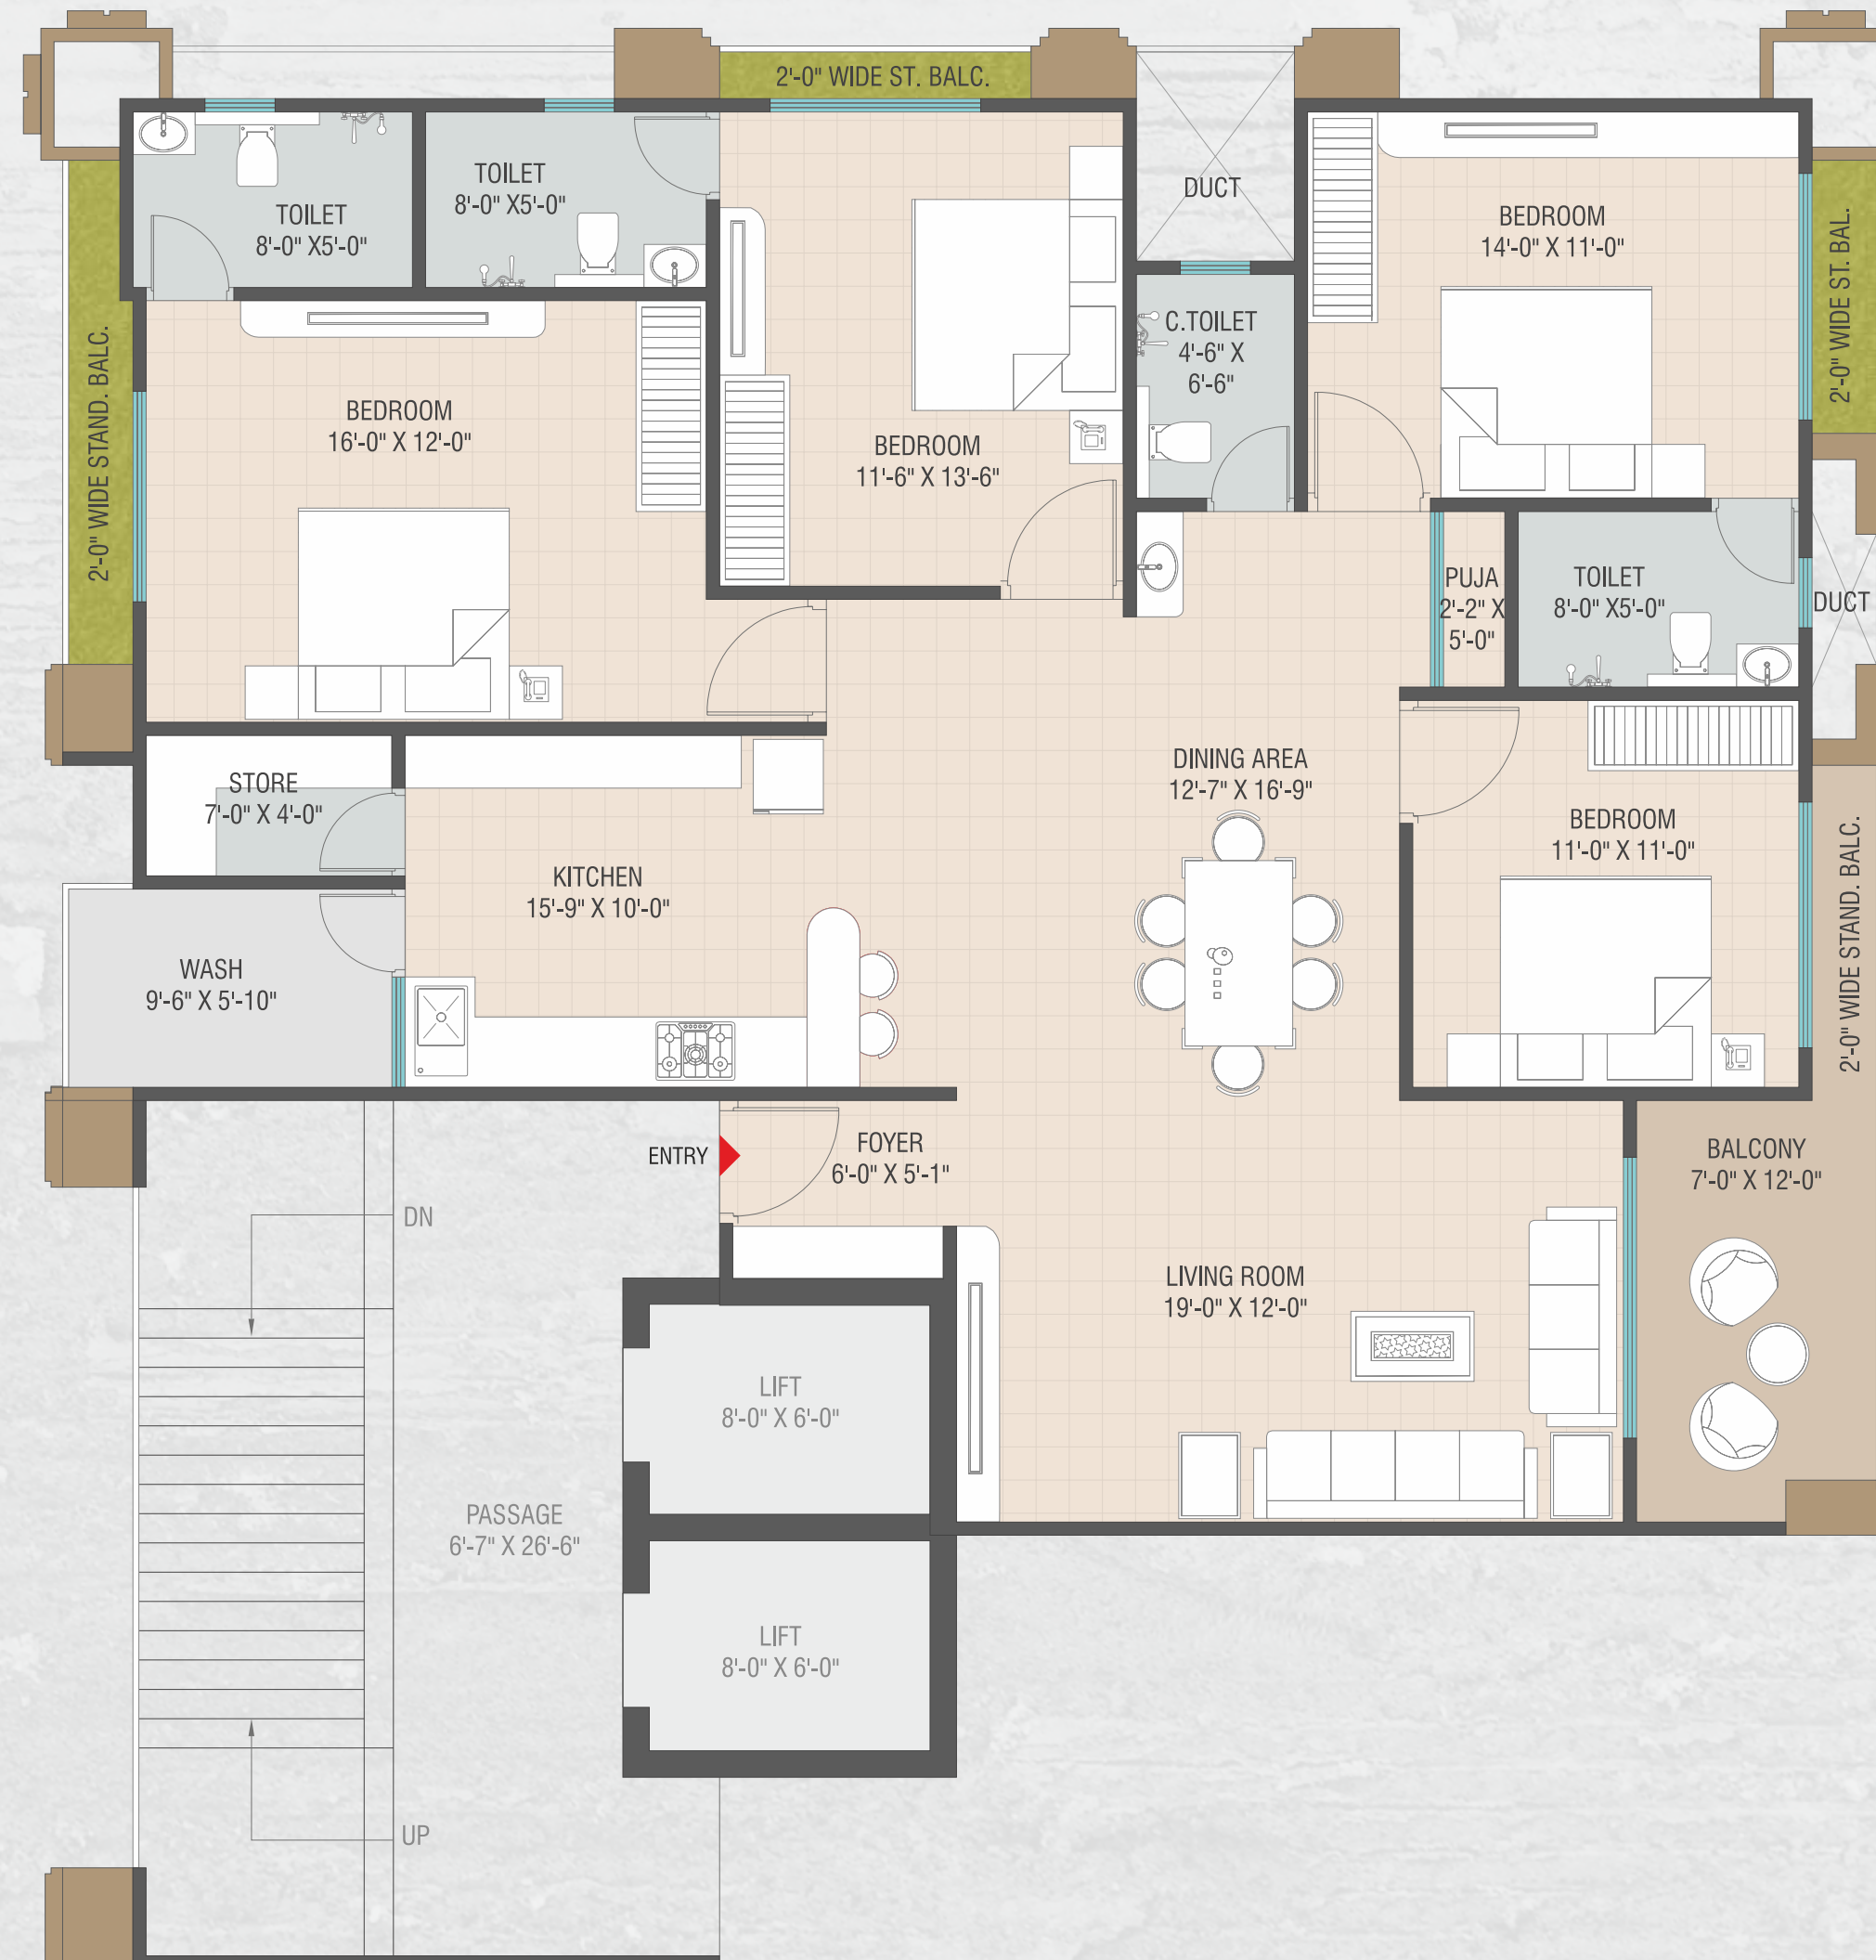 2'-0" WIDE ST. BALC.
TOILET
8'-0" X5'-0"
TOILET
8'-0" X5'-0"
DUCT
BEDROOM
14'-0" X 11'-0"
2'-0" WIDE ST. BAL.
2'-0" WIDE STAND. BALC.
BEDROOM
16'-0" X 12'-0"
BEDROOM
11'-6" X 13'-6"
C.TOILET
4'-6" X
6'-6"
PUJA
2'-2" X
5'-0"
TOILET
8'-0" X5'-0"
DUCT
STORE
7'-0" X 4'-0"
KITCHEN
15'-9" X 10'-0"
DINING AREA
12'-7" X 16'-9"
BEDROOM
11'-0" X 11'-0"
2'-0" WIDE STAND. BALC.
WASH
9'-6" X 5'-10"
ENTRY
FOYER
6'-0" X 5'-1"
BALCONY
7'-0" X 12'-0"
DN
LIVING ROOM
19'-0" X 12'-0"
LIFT
8'-0" X 6'-0"
PASSAGE
6'-7" X 26'-6"
LIFT
8'-0" X 6'-0"
UP